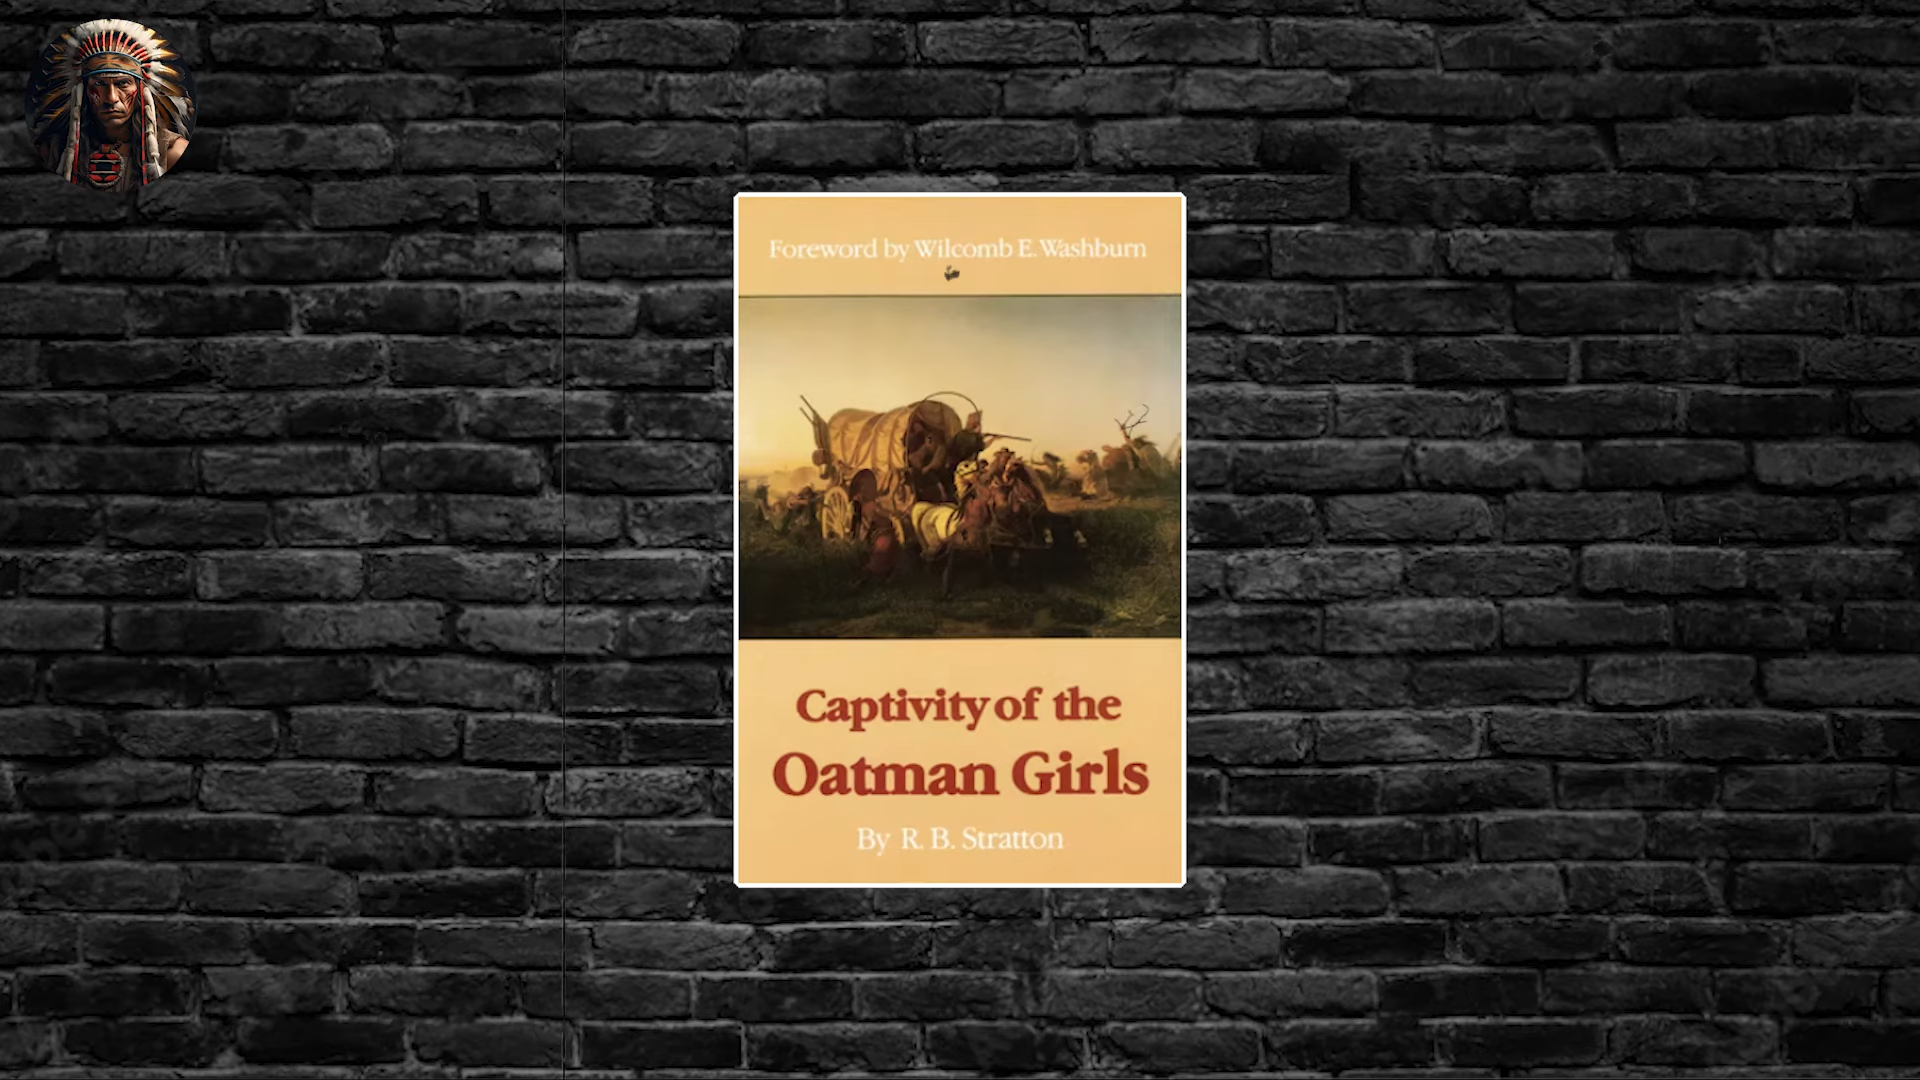 Foreword by Wilcomb E. Washburn
Captivity of the
Oatman Girls
By R. B. Stratton